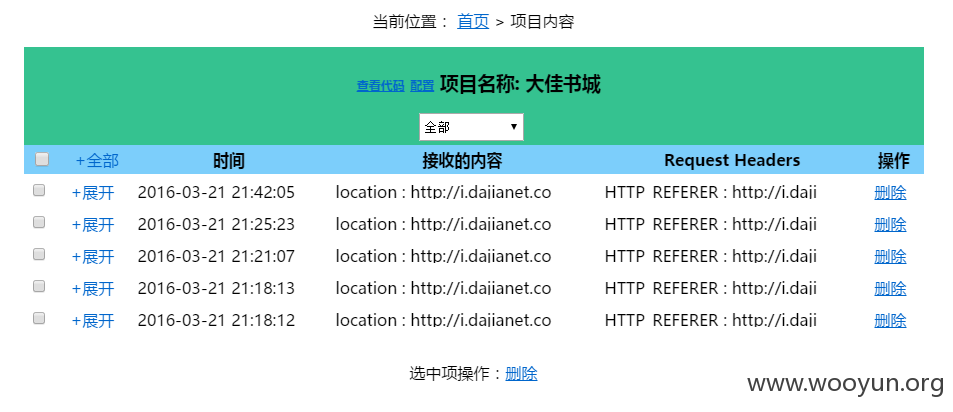 当前位置： 首页 > 项目内容
查看代码 配置 项目名称: 大佳书城
全部
+全部 时间 接收的内容 Request Headers 操作
+展开 2016-03-21 21:42:05 location : http://i.dajianet.co HTTP_REFERER : http://i.daji 删除
+展开 2016-03-21 21:25:23 location : http://i.dajianet.co HTTP_REFERER : http://i.daji 删除
+展开 2016-03-21 21:21:07 location : http://i.dajianet.co HTTP_REFERER : http://i.daji 删除
+展开 2016-03-21 21:18:13 location : http://i.dajianet.co HTTP_REFERER : http://i.daji 删除
+展开 2016-03-21 21:18:12 location : http://i.dajianet.co HTTP_REFERER : http://i.daji 删除
选中项操作：删除
www.wooyun.org